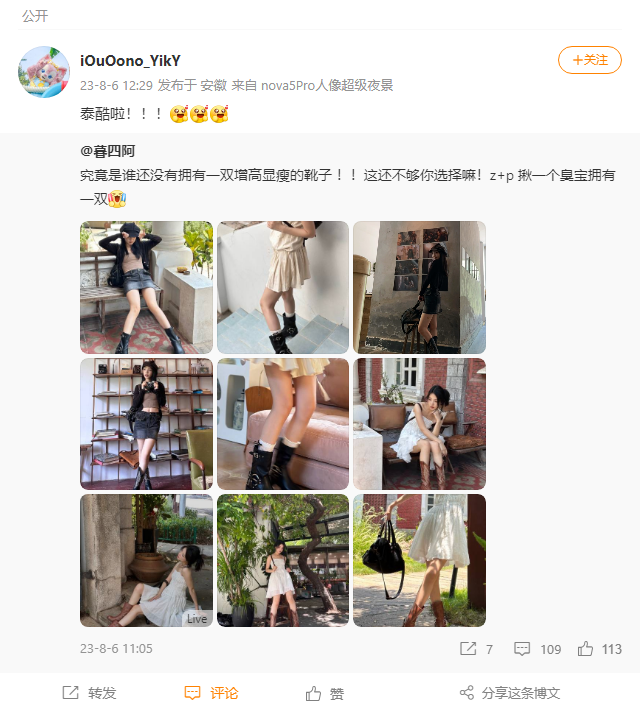 公开
iOuOono_YikY
+关注
23-8-6 12:29 发布于 安徽 来自 nova5Pro人像超级夜景
泰酷啦！！！
@暮四阿
究竟是谁还没有拥有一双增高显瘦的靴子！！这还不够你选择嘛！z+p 揪一个臭宝拥有
一双
Live
23-8-6 11:05
7
109
113
转发
评论
赞
分享这条博文